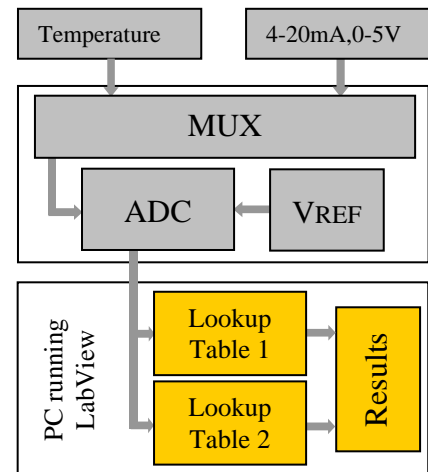 Temperature
4-20mA,0-5V
MUX
ADC
VREF
PC running
LabView
Lookup
Table 1
Lookup
Table 2
Results